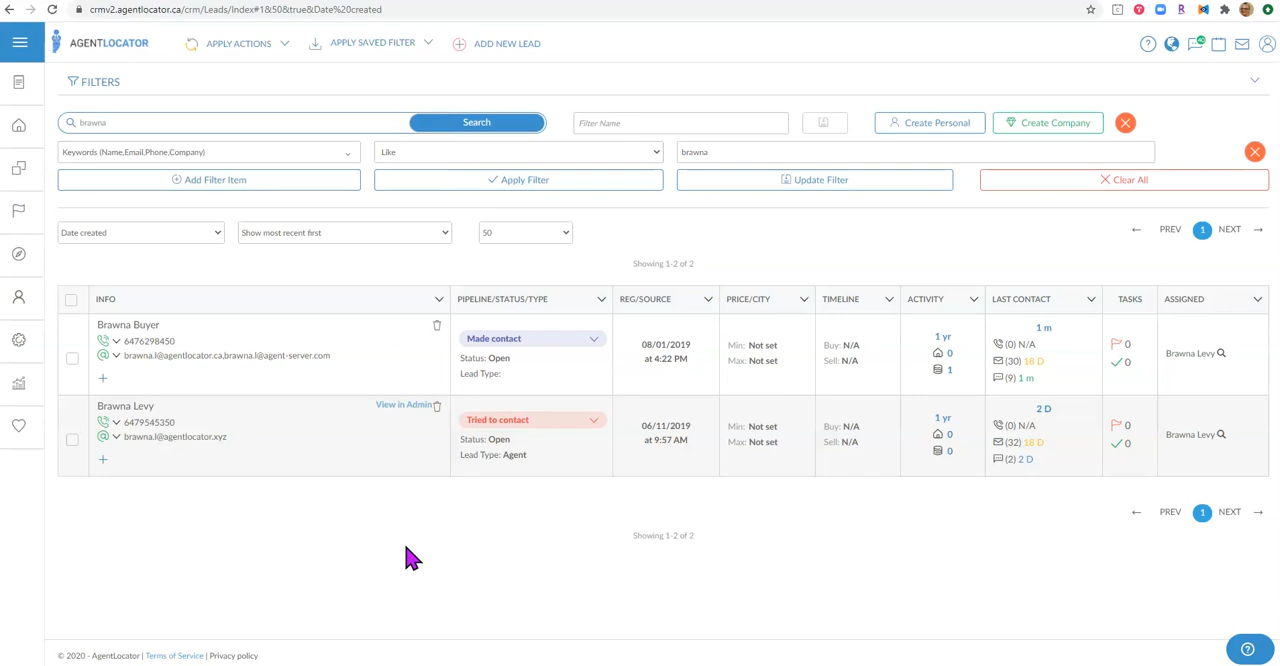 crmv2.agentlocator.ca/crm/Leads/Index#1&50&true&Date%20created
AGENTLOCATOR
APPLY ACTIONS
APPLY SAVED FILTER
ADD NEW LEAD
40
FILTERS
brawna
Search
Filter Name
Create Personal
Create Company
Keywords (Name,Email,Phone,Company)
Like
brawna
Add Filter Item
Apply Filter
Update Filter
Clear All
Date created
Show most recent first
50
← PREV 1 NEXT →
Showing 1-2 of 2
INFO PIPELINE/STATUS/TYPE REG/SOURCE PRICE/CITY TIMELINE ACTIVITY LAST CONTACT TASKS ASSIGNED
Brawna Buyer
6476298450
brawna.l@agentlocator.ca,brawna.l@agent-server.com
+
Made contact
Status: Open
Lead Type:
08/01/2019
at 4:22 PM
Min: Not set
Max: Not set
Buy: N/A
Sell: N/A
1 yr
0
1
1 m
(0) N/A
(30) 18 D
(9) 1 m
0
0
Brawna Levy
Brawna Levy
View in Admin
6479545350
brawna.l@agentlocator.xyz
+
Tried to contact
Status: Open
Lead Type: Agent
06/11/2019
at 9:57 AM
Min: Not set
Max: Not set
Buy: N/A
Sell: N/A
1 yr
0
0
2 D
(0) N/A
(32) 18 D
(2) 2 D
0
0
Brawna Levy
← PREV 1 NEXT →
Showing 1-2 of 2
© 2020 - AgentLocator | Terms of Service | Privacy policy